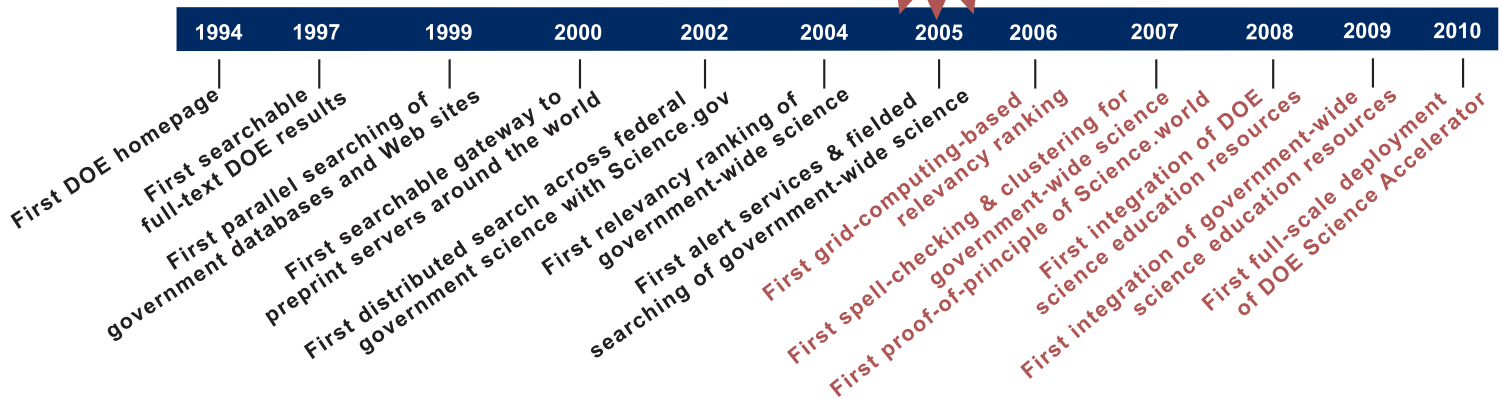 1994 1997 1999 2000 2002 2004 2005 2006 2007 2008 2009 2010
First DOE homepage
First searchable
full-text DOE results
First parallel searching of
government databases and Web sites
First searchable gateway to
preprint servers around the world
First distributed search across federal
government science with Science.gov
First relevancy ranking of
government-wide science
First alert services & fielded
searching of government-wide science
First grid-computing-based
relevancy ranking
First spell-checking & clustering for
government-wide science
First proof-of-principle of Science.world
First integration of DOE
science education resources
First integration of government-wide
science education resources
First full-scale deployment
of DOE Science Accelerator